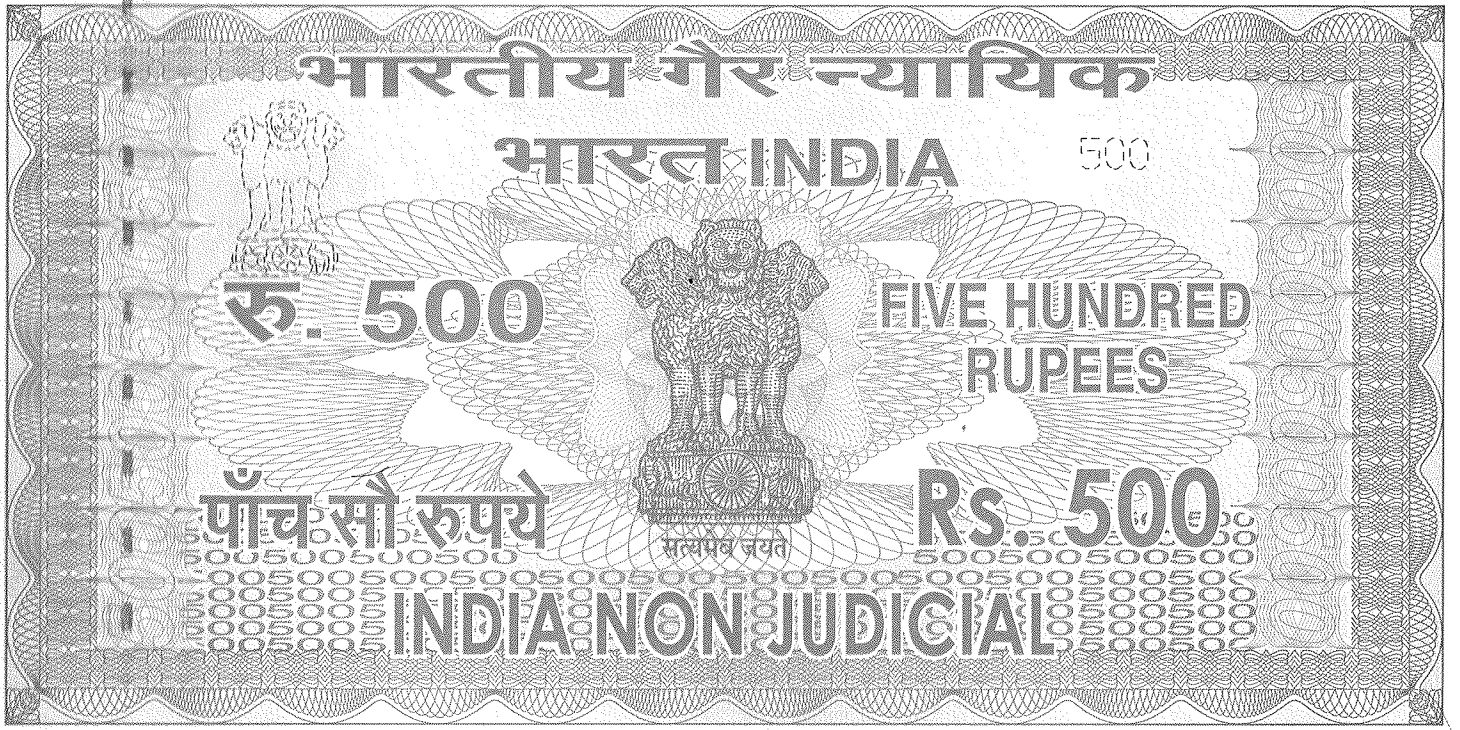 भारतीय गैर न्यायिक
भारत INDIA
500
रु. 500
FIVE HUNDRED
RUPEES
पाँच सौ रुपये
Rs. 500
सत्यमेव जयते
INDIA NON JUDICIAL